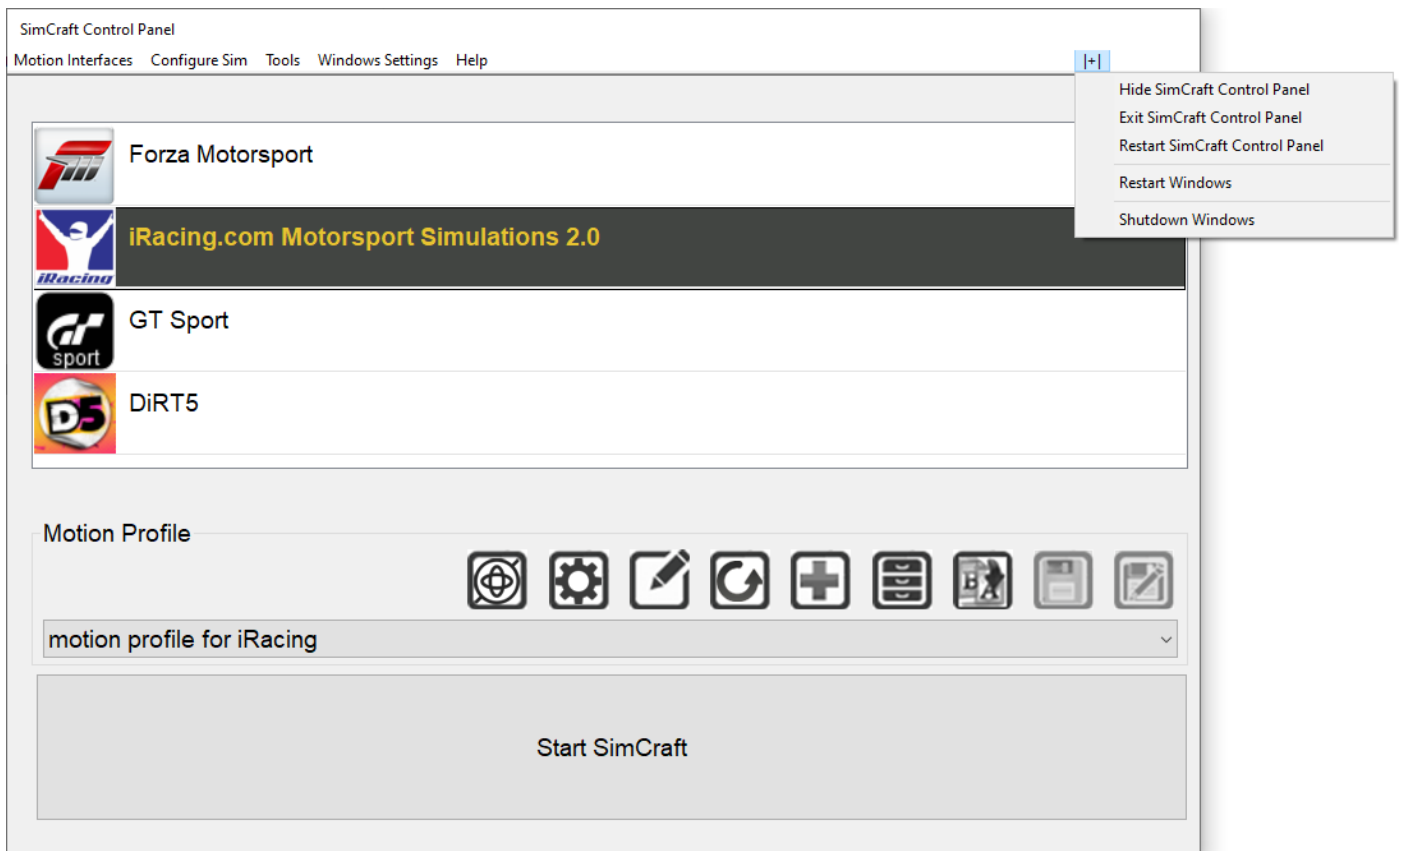 SimCraft Control Panel
Motion Interfaces Configure Sim Tools Windows Settings Help |+|
Hide SimCraft Control Panel
Exit SimCraft Control Panel
Restart SimCraft Control Panel
Restart Windows
Shutdown Windows
Forza Motorsport
iRacing.com Motorsport Simulations 2.0
iRacing
GT Sport
GT
sport
DiRT5
D5
Motion Profile
B A
motion profile for iRacing
Start SimCraft